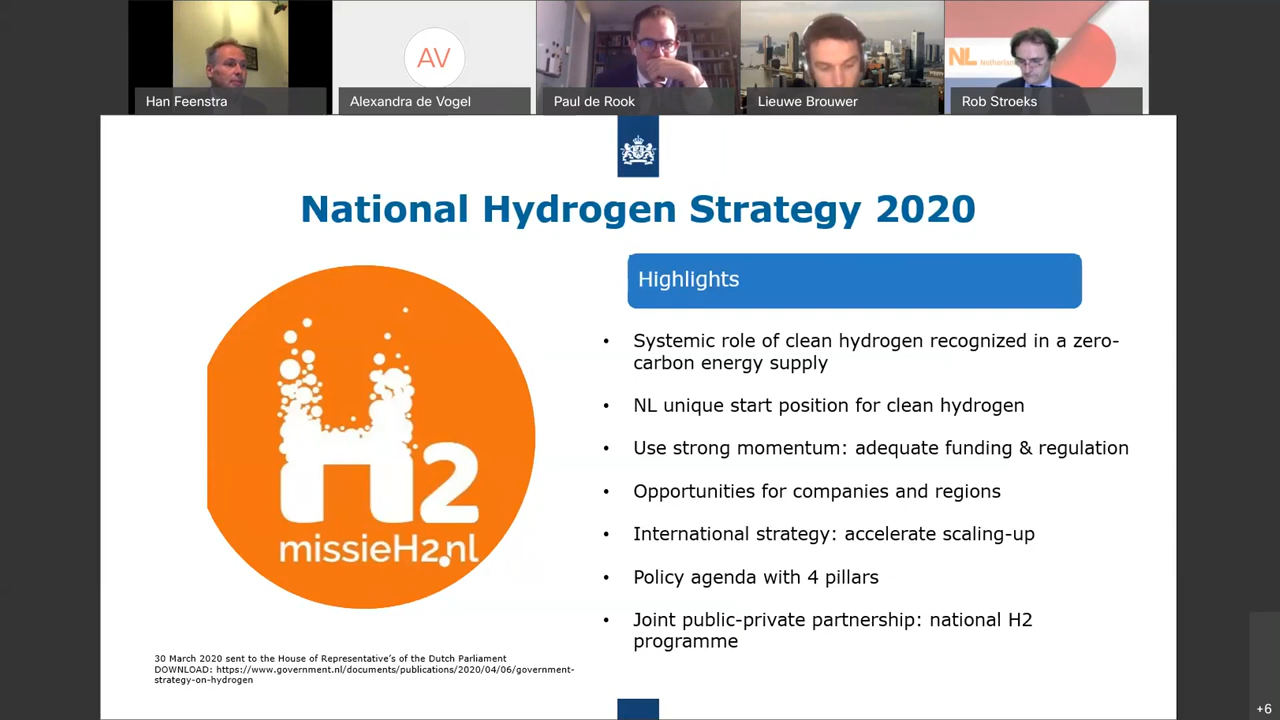 AV
NL Netherlan
Han Feenstra
Alexandra de Vogel
Paul de Rook
Lieuwe Brouwer
Rob Stroeks
National Hydrogen Strategy 2020
H2
missieH2.nl
Highlights
• Systemic role of clean hydrogen recognized in a zero-
carbon energy supply
• NL unique start position for clean hydrogen
• Use strong momentum: adequate funding & regulation
• Opportunities for companies and regions
• International strategy: accelerate scaling-up
• Policy agenda with 4 pillars
• Joint public-private partnership: national H2
programme
30 March 2020 sent to the House of Representative’s of the Dutch Parliament
DOWNLOAD: https://www.government.nl/documents/publications/2020/04/06/government-
strategy-on-hydrogen
+6